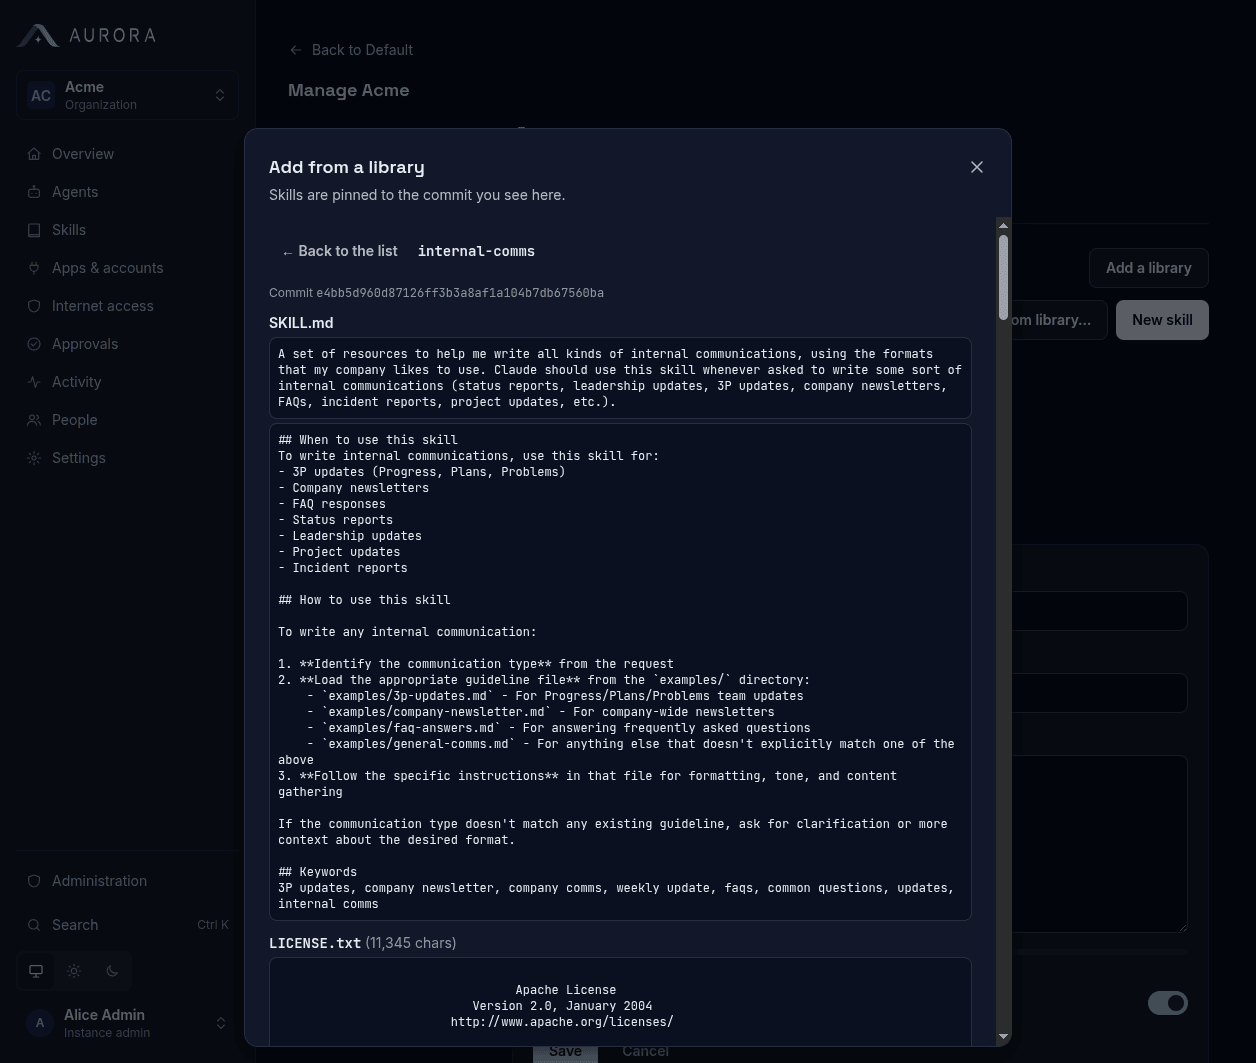 AURORA
AC
Acme
Organization
Overview
Agents
Skills
Apps & accounts
Internet access
Approvals
Activity
People
Settings
Administration
Search
Ctrl K
A
Alice Admin
Instance admin
← Back to Default
Manage Acme
Add a library
om library...
New skill
Add from a library
Skills are pinned to the commit you see here.
← Back to the list
internal-comms
Commit e4bb5d960d87126ff3b3a8af1a104b7db67560ba
SKILL.md
A set of resources to help me write all kinds of internal communications, using the formats
that my company likes to use. Claude should use this skill whenever asked to write some sort of
internal communications (status reports, leadership updates, 3P updates, company newsletters,
FAQs, incident reports, project updates, etc.).
## When to use this skill
To write internal communications, use this skill for:
- 3P updates (Progress, Plans, Problems)
- Company newsletters
- FAQ responses
- Status reports
- Leadership updates
- Project updates
- Incident reports
## How to use this skill
To write any internal communication:
1. **Identify the communication type** from the request
2. **Load the appropriate guideline file** from the `examples/` directory:
- `examples/3p-updates.md` - For Progress/Plans/Problems team updates
- `examples/company-newsletter.md` - For company-wide newsletters
- `examples/faq-answers.md` - For answering frequently asked questions
- `examples/general-comms.md` - For anything else that doesn't explicitly match one of the
above
3. **Follow the specific instructions** in that file for formatting, tone, and content
gathering
If the communication type doesn't match any existing guideline, ask for clarification or more
context about the desired format.
## Keywords
3P updates, company newsletter, company comms, weekly update, faqs, common questions, updates,
internal comms
LICENSE.txt (11,345 chars)
Apache License
Version 2.0, January 2004
http://www.apache.org/licenses/
Save
Cancel